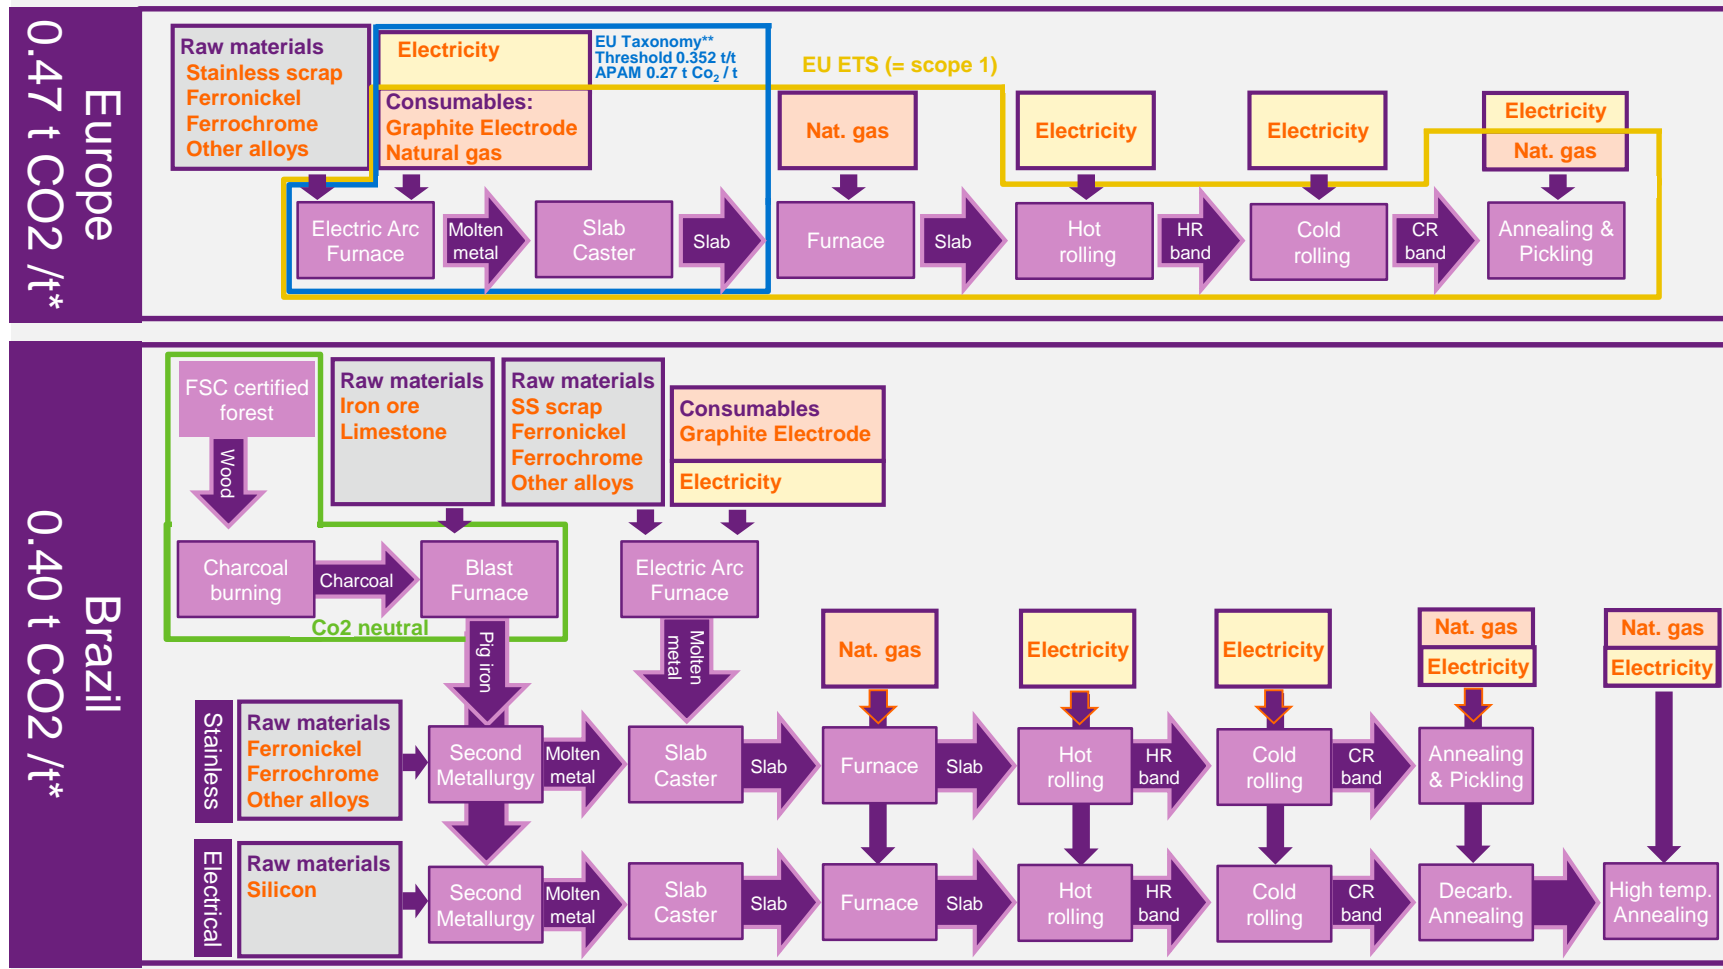 Europe
0.47 t CO2 /t*
Raw materials
Stainless scrap
Ferronickel
Ferrochrome
Other alloys
Electricity
Consumables:
Graphite Electrode
Natural gas
EU Taxonomy**
Threshold 0.352 t/t
APAM 0.27 t Co2 / t
EU ETS (= scope 1)
Nat. gas
Electricity
Electricity
Electricity
Nat. gas
Electric Arc
Furnace
Molten
metal
Slab
Caster
Slab
Furnace
Slab
Hot
rolling
HR
band
Cold
rolling
CR
band
Annealing &
Pickling
Brazil
0.40 t CO2 /t*
FSC certified
forest
Wood
Raw materials
Iron ore
Limestone
Raw materials
SS scrap
Ferronickel
Ferrochrome
Other alloys
Consumables
Graphite Electrode
Electricity
Charcoal
burning
Charcoal
Blast
Furnace
Co2 neutral
Electric Arc
Furnace
Pig iron
Molten
metal
Nat. gas
Electricity
Electricity
Nat. gas
Electricity
Nat. gas
Electricity
Stainless
Raw materials
Ferronickel
Ferrochrome
Other alloys
Second
Metallurgy
Molten
metal
Slab
Caster
Slab
Furnace
Slab
Hot
rolling
HR
band
Cold
rolling
CR
band
Annealing
& Pickling
Electrical
Raw materials
Silicon
Second
Metallurgy
Molten
metal
Slab
Caster
Slab
Furnace
Slab
Hot
rolling
HR
band
Cold
rolling
CR
band
Decarb.
Annealing
High temp.
Annealing